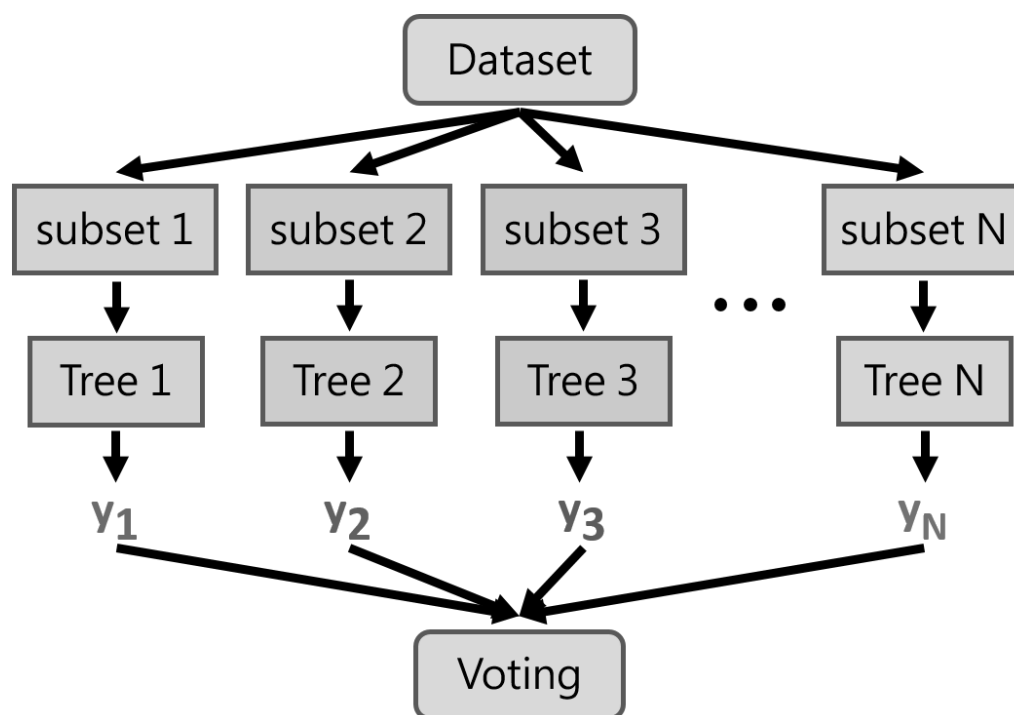 Dataset
subset 1 subset 2 subset 3 subset N
...
Tree 1 Tree 2 Tree 3 Tree N
y1 y2 y3 yN
Voting